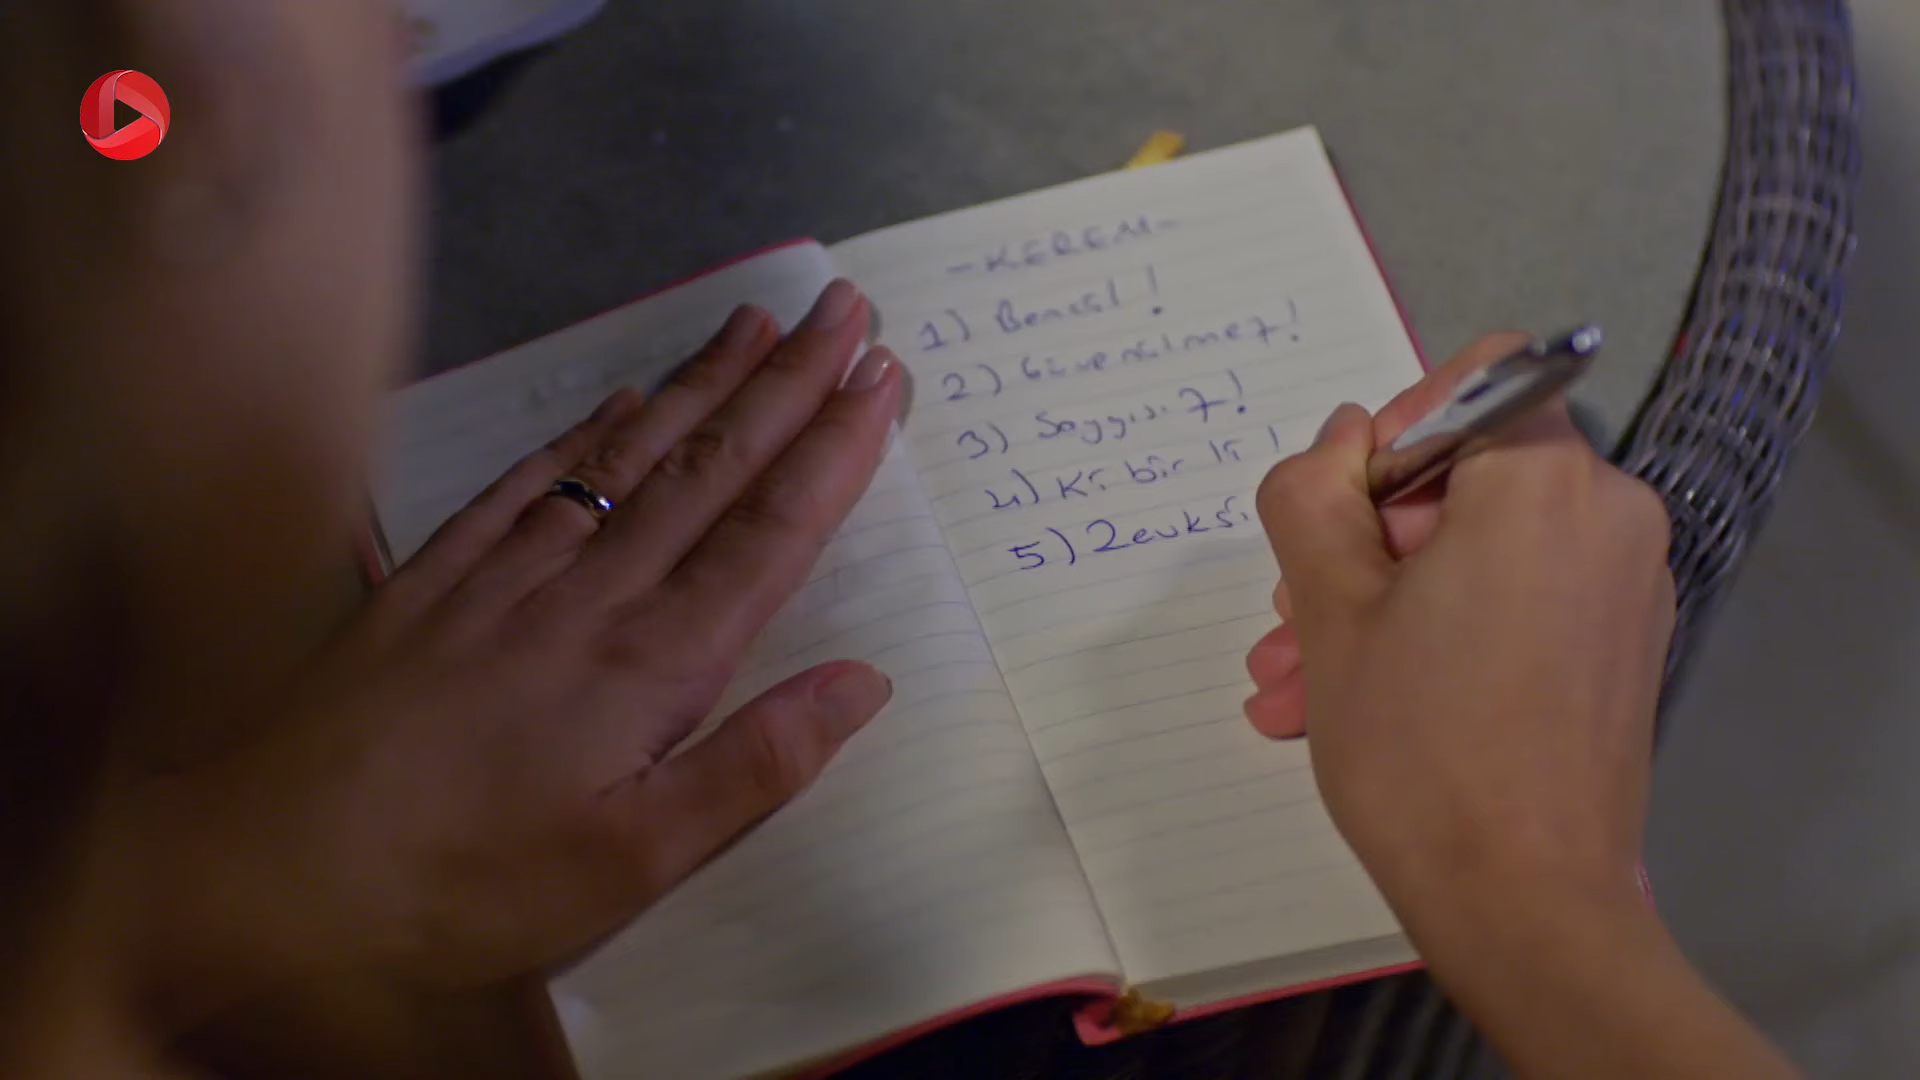 -KEREM-
1) Bencil!
2) Güvenilmez!
3) Saygısız!
4) Kibirli!
5) Zevksi